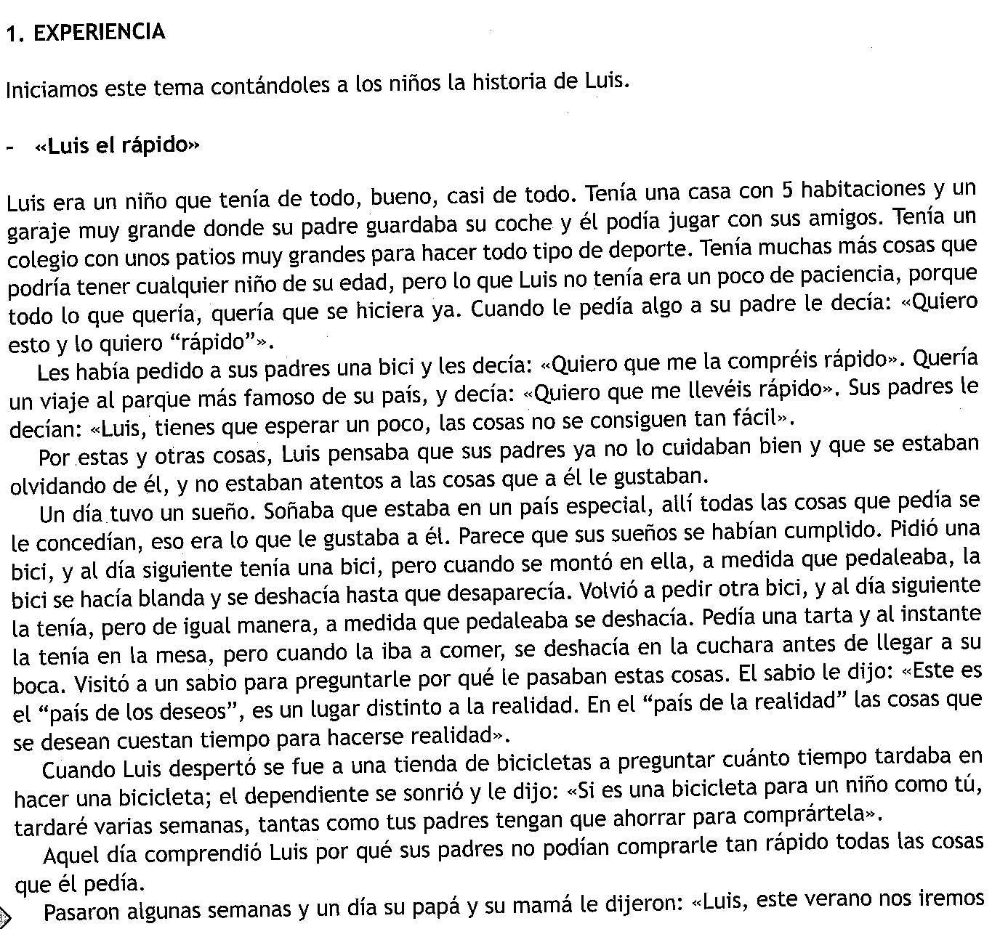 1. EXPERIENCIA
Iniciamos este tema contándoles a los niños la historia de Luis.
- «Luis el rápido»
Luis era un niño que tenía de todo, bueno, casi de todo. Tenía una casa con 5 habitaciones y un
garaje muy grande donde su padre guardaba su coche y él podía jugar con sus amigos. Tenía un
colegio con unos patios muy grandes para hacer todo tipo de deporte. Tenía muchas más cosas que
podría tener cualquier niño de su edad, pero lo que Luis no tenía era un poco de paciencia, porque
todo lo que quería, quería que se hiciera ya. Cuando le pedía algo a su padre le decía: «Quiero
esto y lo quiero “rápido”».
Les había pedido a sus padres una bici y les decía: «Quiero que me la compréis rápido». Quería
un viaje al parque más famoso de su país, y decía: «Quiero que me llevéis rápido». Sus padres le
decían: «Luis, tienes que esperar un poco, las cosas no se consiguen tan fácil».
Por estas y otras cosas, Luis pensaba que sus padres ya no lo cuidaban bien y que se estaban
olvidando de él, y no estaban atentos a las cosas que a él le gustaban.
Un día tuvo un sueño. Soñaba que estaba en un país especial, allí todas las cosas que pedía se
le concedían, eso era lo que le gustaba a él. Parece que sus sueños se habían cumplido. Pidió una
bici, y al día siguiente tenía una bici, pero cuando se montó en ella, a medida que pedaleaba, la
bici se hacía blanda y se deshacía hasta que desaparecía. Volvió a pedir otra bici, y al día siguiente
la tenía, pero de igual manera, a medida que pedaleaba se deshacía. Pedía una tarta y al instante
la tenía en la mesa, pero cuando la iba a comer, se deshacía en la cuchara antes de llegar a su
boca. Visitó a un sabio para preguntarle por qué le pasaban estas cosas. El sabio le dijo: «Este es
el “país de los deseos”, es un lugar distinto a la realidad. En el “país de la realidad” las cosas que
se desean cuestan tiempo para hacerse realidad».
Cuando Luis despertó se fue a una tienda de bicicletas a preguntar cuánto tiempo tardaba en
hacer una bicicleta; el dependiente se sonrió y le dijo: «Si es una bicicleta para un niño como tú,
tardaré varias semanas, tantas como tus padres tengan que ahorrar para comprártela».
Aquel día comprendió Luis por qué sus padres no podían comprarle tan rápido todas las cosas
que él pedía.
Pasaron algunas semanas y un día su papá y su mamá le dijeron: «Luis, este verano nos iremos